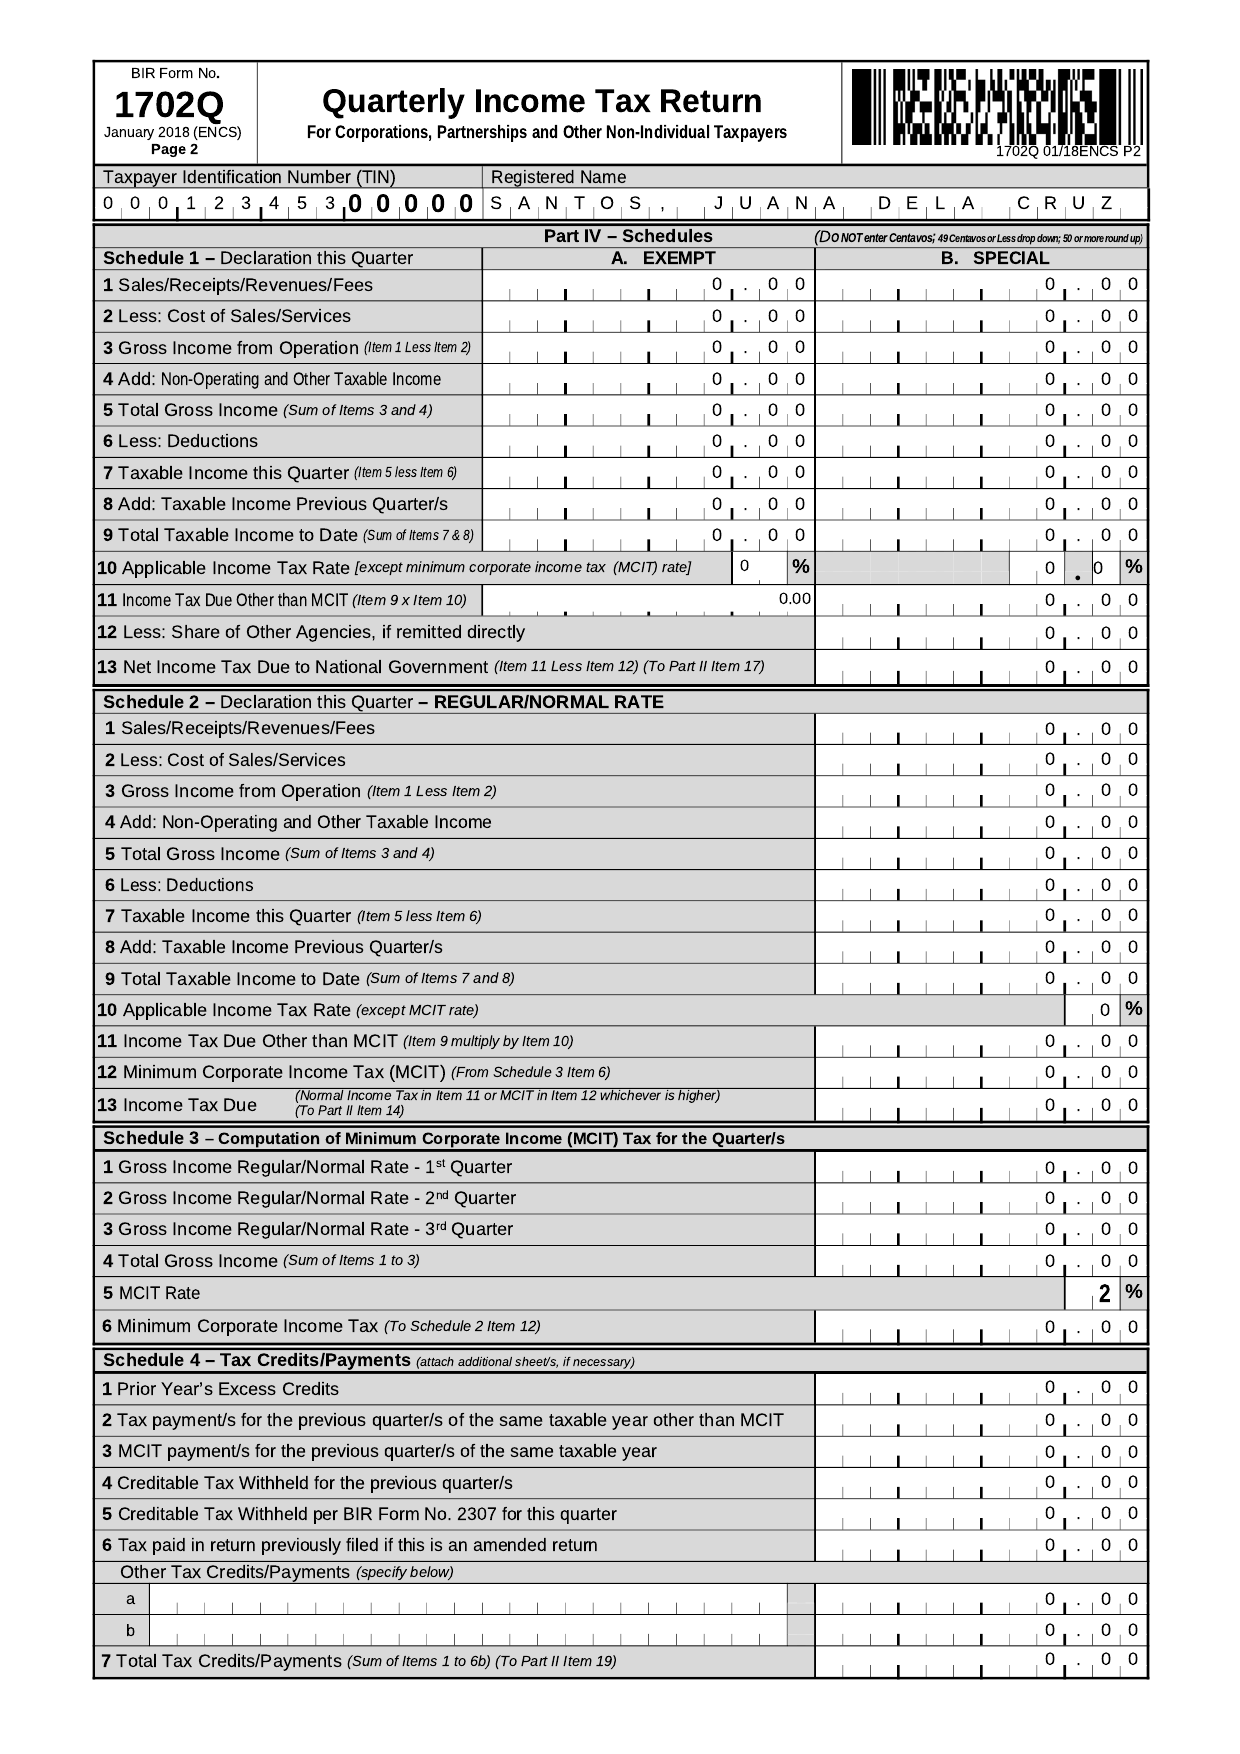 BIR Form No.
1702Q
January 2018 (ENCS)
Page 2
Quarterly Income Tax Return
For Corporations, Partnerships and Other Non-Individual Taxpayers
1702Q 01/18ENCS P2
Taxpayer Identification Number (TIN) Registered Name
0 0 0 1 2 3 4 5 3 0 0 0 0 0 S A N T O S , J U A N A D E L A C R U Z
Part IV – Schedules (DO NOT enter Centavos; 49 Centavos or Less drop down; 50 or more round up)
Schedule 1 – Declaration this Quarter A. EXEMPT B. SPECIAL
1 Sales/Receipts/Revenues/Fees 0 . 0 0 0 . 0 0
2 Less: Cost of Sales/Services 0 . 0 0 0 . 0 0
3 Gross Income from Operation (Item 1 Less Item 2) 0 . 0 0 0 . 0 0
4 Add: Non-Operating and Other Taxable Income 0 . 0 0 0 . 0 0
5 Total Gross Income (Sum of Items 3 and 4) 0 . 0 0 0 . 0 0
6 Less: Deductions 0 . 0 0 0 . 0 0
7 Taxable Income this Quarter (Item 5 less Item 6) 0 . 0 0 0 . 0 0
8 Add: Taxable Income Previous Quarter/s 0 . 0 0 0 . 0 0
9 Total Taxable Income to Date (Sum of Items 7 & 8) 0 . 0 0 0 . 0 0
10 Applicable Income Tax Rate [except minimum corporate income tax (MCIT) rate] 0 % 0 . 0 %
11 Income Tax Due Other than MCIT (Item 9 x Item 10) 0.00 0 . 0 0
12 Less: Share of Other Agencies, if remitted directly 0 . 0 0
13 Net Income Tax Due to National Government (Item 11 Less Item 12) (To Part II Item 17) 0 . 0 0
Schedule 2 – Declaration this Quarter – REGULAR/NORMAL RATE
1 Sales/Receipts/Revenues/Fees 0 . 0 0
2 Less: Cost of Sales/Services 0 . 0 0
3 Gross Income from Operation (Item 1 Less Item 2) 0 . 0 0
4 Add: Non-Operating and Other Taxable Income 0 . 0 0
5 Total Gross Income (Sum of Items 3 and 4) 0 . 0 0
6 Less: Deductions 0 . 0 0
7 Taxable Income this Quarter (Item 5 less Item 6) 0 . 0 0
8 Add: Taxable Income Previous Quarter/s 0 . 0 0
9 Total Taxable Income to Date (Sum of Items 7 and 8) 0 . 0 0
10 Applicable Income Tax Rate (except MCIT rate) 0 %
11 Income Tax Due Other than MCIT (Item 9 multiply by Item 10) 0 . 0 0
12 Minimum Corporate Income Tax (MCIT) (From Schedule 3 Item 6) 0 . 0 0
13 Income Tax Due (Normal Income Tax in Item 11 or MCIT in Item 12 whichever is higher)
(To Part II Item 14) 0 . 0 0
Schedule 3 – Computation of Minimum Corporate Income (MCIT) Tax for the Quarter/s
1 Gross Income Regular/Normal Rate - 1st Quarter 0 . 0 0
2 Gross Income Regular/Normal Rate - 2nd Quarter 0 . 0 0
3 Gross Income Regular/Normal Rate - 3rd Quarter 0 . 0 0
4 Total Gross Income (Sum of Items 1 to 3) 0 . 0 0
5 MCIT Rate 2 %
6 Minimum Corporate Income Tax (To Schedule 2 Item 12) 0 . 0 0
Schedule 4 – Tax Credits/Payments (attach additional sheet/s, if necessary)
1 Prior Year’s Excess Credits 0 . 0 0
2 Tax payment/s for the previous quarter/s of the same taxable year other than MCIT 0 . 0 0
3 MCIT payment/s for the previous quarter/s of the same taxable year 0 . 0 0
4 Creditable Tax Withheld for the previous quarter/s 0 . 0 0
5 Creditable Tax Withheld per BIR Form No. 2307 for this quarter 0 . 0 0
6 Tax paid in return previously filed if this is an amended return 0 . 0 0
Other Tax Credits/Payments (specify below)
a 0 . 0 0
b 0 . 0 0
7 Total Tax Credits/Payments (Sum of Items 1 to 6b) (To Part II Item 19) 0 . 0 0